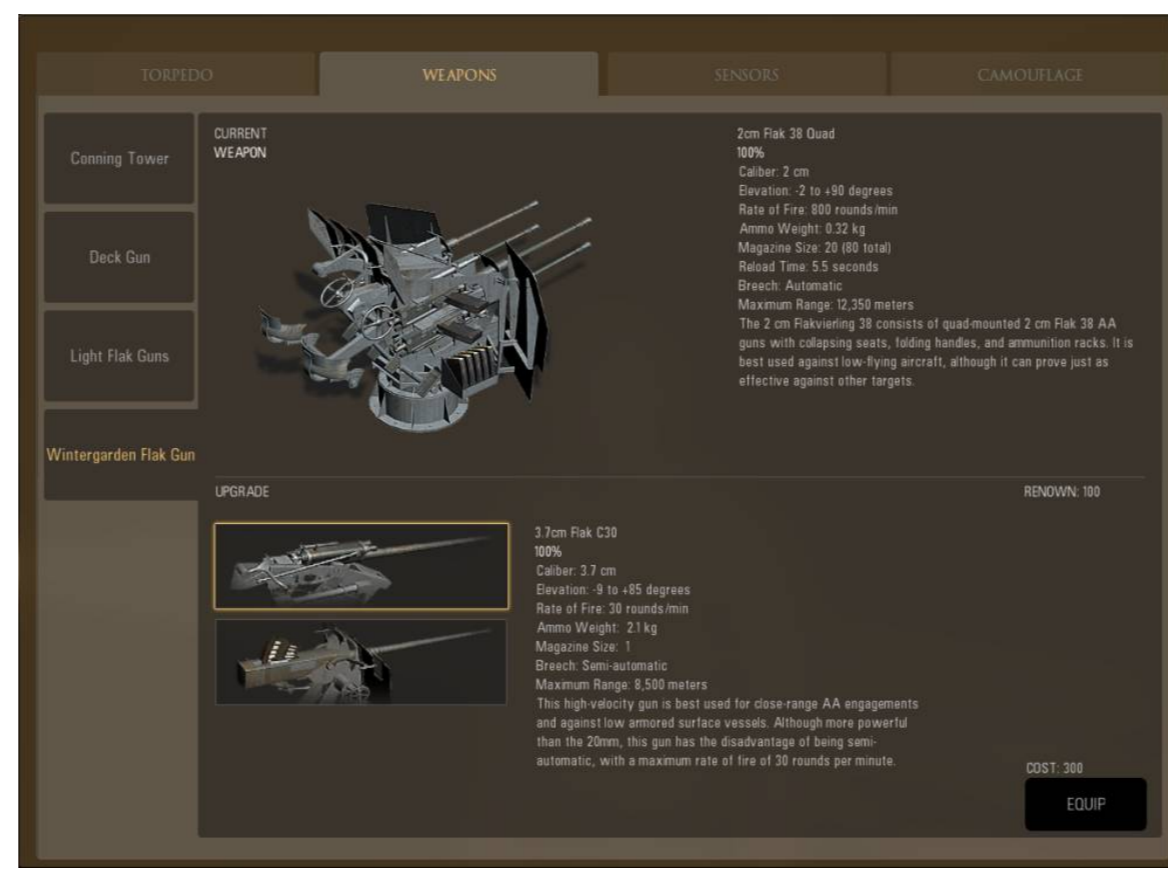 TORPEDO
WEAPONS
SENSORS
CAMOUFLAGE
Conning Tower
Deck Gun
Light Flak Guns
Wintergarden Flak Gun
CURRENT
WEAPON
2cm Flak 38 Quad
100%
Caliber: 2 cm
Elevation: -2 to +90 degrees
Rate of Fire: 800 rounds/min
Ammo Weight: 0.32 kg
Magazine Size: 20 (80 total)
Reload Time: 5.5 seconds
Breech: Automatic
Maximum Range: 12,350 meters
The 2 cm Flakvierling 38 consists of quad-mounted 2 cm Flak 38 AA
guns with collapsing seats, folding handles, and ammunition racks. It is
best used against low-flying aircraft, although it can prove just as
effective against other targets.
UPGRADE
RENOWN: 100
3.7cm Flak C30
100%
Caliber: 3.7 cm
Elevation: -9 to +85 degrees
Rate of Fire: 30 rounds/min
Ammo Weight: 2.1 kg
Magazine Size: 1
Breech: Semi-automatic
Maximum Range: 8,500 meters
This high-velocity gun is best used for close-range AA engagements
and against low armored surface vessels. Although more powerful
than the 20mm, this gun has the disadvantage of being semi-
automatic, with a maximum rate of fire of 30 rounds per minute.
COST: 300
EQUIP